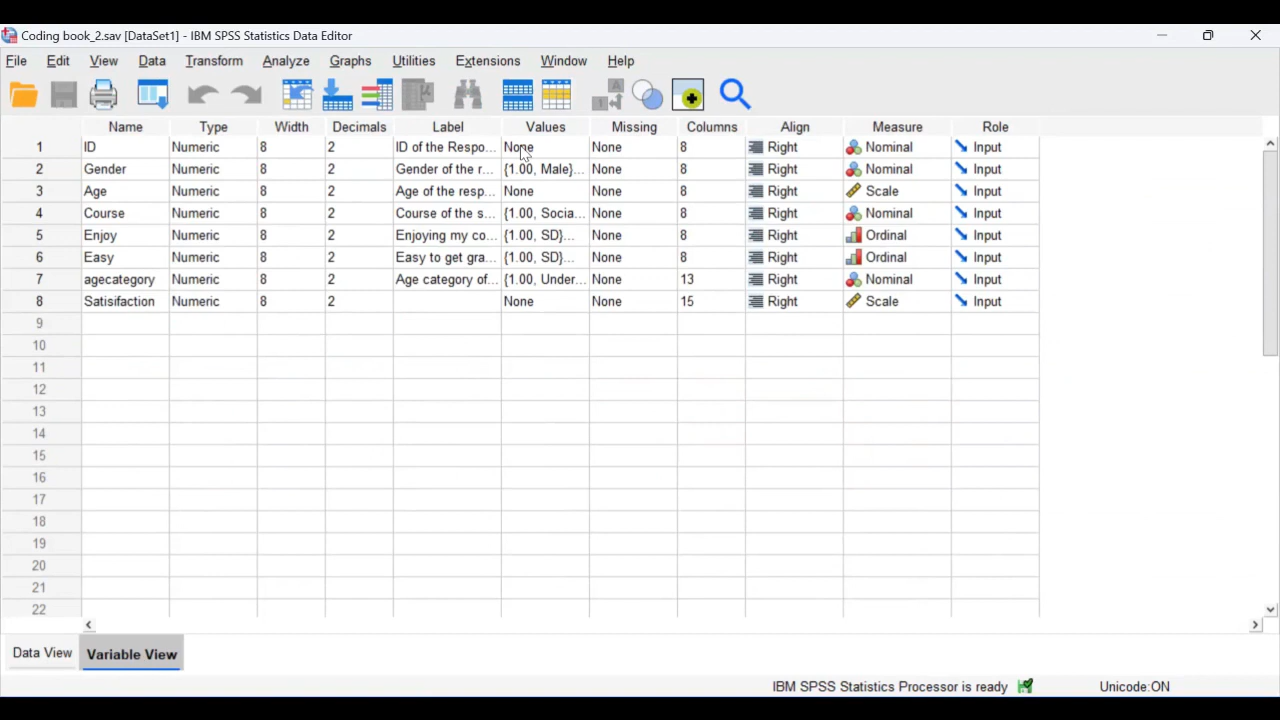 Coding book_2.sav [DataSet1] - IBM SPSS Statistics Data Editor
File Edit View Data Transform Analyze Graphs Utilities Extensions Window Help
Name Type Width Decimals Label Values Missing Columns Align Measure Role
1 ID Numeric 8 2 ID of the Respo... None None 8 Right Nominal Input
2 Gender Numeric 8 2 Gender of the r... {1.00, Male}... None 8 Right Nominal Input
3 Age Numeric 8 2 Age of the resp... None None 8 Right Scale Input
4 Course Numeric 8 2 Course of the s... {1.00, Socia... None 8 Right Nominal Input
5 Enjoy Numeric 8 2 Enjoying my co... {1.00, SD}... None 8 Right Ordinal Input
6 Easy Numeric 8 2 Easy to get gra... {1.00, SD}... None 8 Right Ordinal Input
7 agecategory Numeric 8 2 Age category of... {1.00, Under... None 13 Right Nominal Input
8 Satisifaction Numeric 8 2 None None 15 Right Scale Input
9
10
11
12
13
14
15
16
17
18
19
20
21
22
Data View Variable View
IBM SPSS Statistics Processor is ready Unicode:ON